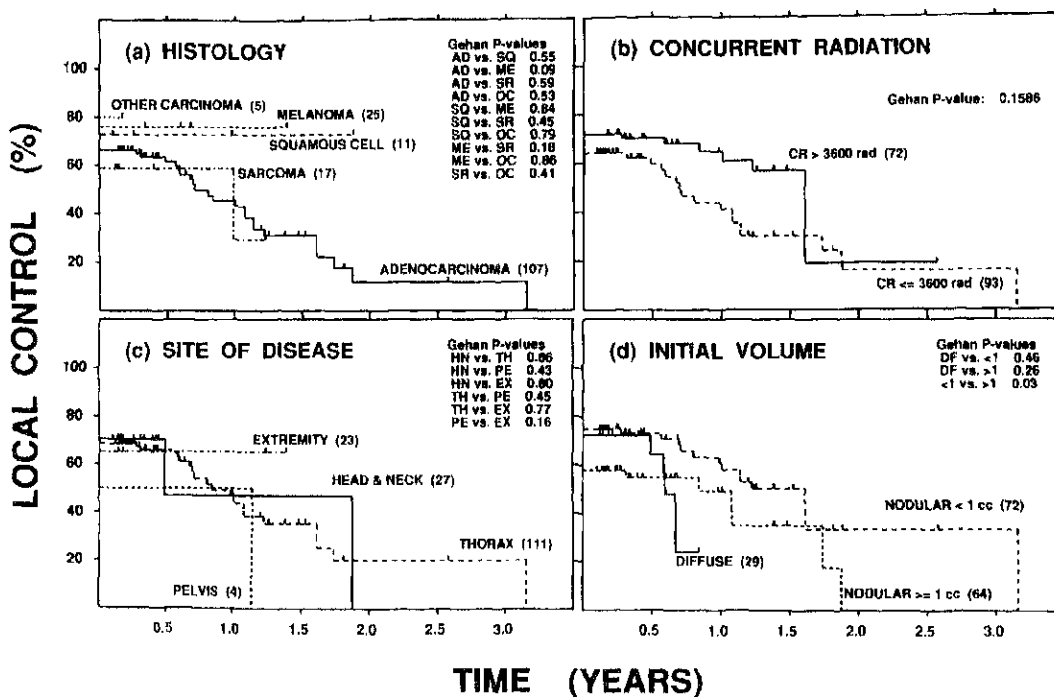 LOCAL CONTROL (%)
(a) HISTOLOGY
Gehan P-values
AD vs. SQ 0.55
AD vs. ME 0.09
AD vs. SR 0.59
AD vs. OC 0.53
SQ vs. ME 0.84
SQ vs. SR 0.45
SQ vs. OC 0.79
ME vs. SR 0.18
ME vs. OC 0.86
SR vs. OC 0.41
100
80
60
40
20
OTHER CARCINOMA (5)
MELANOMA (25)
SQUAMOUS CELL (11)
SARCOMA (17)
ADENOCARCINOMA (107)
(b) CONCURRENT RADIATION
Gehan P-value: 0.1586
CR > 3600 rad (72)
CR <= 3600 rad (93)
(c) SITE OF DISEASE
Gehan P-values
HN vs. TH 0.86
HN vs. PE 0.43
HN vs. EX 0.80
TH vs. PE 0.45
TH vs. EX 0.77
PE vs. EX 0.16
100
80
60
40
20
EXTREMITY (23)
HEAD & NECK (27)
THORAX (111)
PELVIS (4)
0.5 1.0 1.5 2.0 2.5 3.0
(d) INITIAL VOLUME
Gehan P-values
DF vs. <1 0.46
DF vs. >1 0.26
<1 vs. >1 0.03
NODULAR < 1 cc (72)
DIFFUSE (29)
NODULAR >= 1 cc (64)
0.5 1.0 1.5 2.0 2.5 3.0
TIME (YEARS)